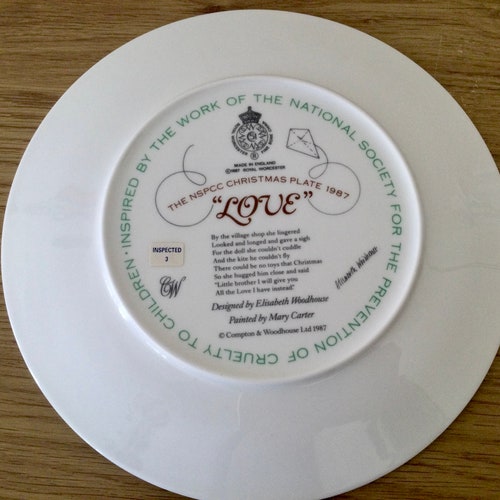 INSPIRED BY THE WORK OF THE NATIONAL SOCIETY FOR THE PREVENTION OF CRUELTY TO CHILDREN ·
MADE IN ENGLAND
©1987 ROYAL WORCESTER
THE NSPCC CHRISTMAS PLATE 1987
"LOVE"
By the village shop she lingered
Looked and longed and gave a sigh
For the doll she couldn't cuddle
And the kite he couldn't fly
There could be no toys that Christmas
So she hugged him close and said
"Little brother I will give you
All the Love I have instead."
INSPECTED
3
CW
Elisabeth Woodhouse
Designed by Elisabeth Woodhouse
Painted by Mary Carter
© Compton & Woodhouse Ltd 1987